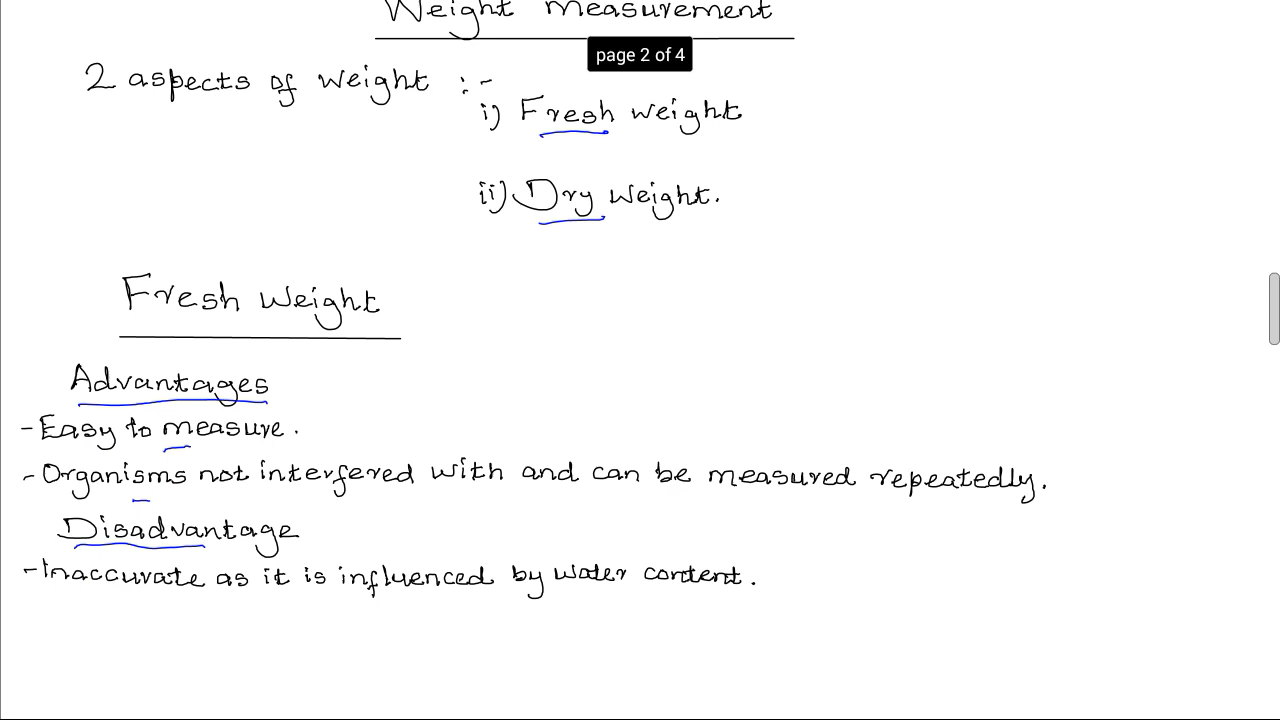 Weight measurement
page 2 of 4
2 aspects of weight :-
i) Fresh weight
ii) Dry weight.
Fresh weight
Advantages
- Easy to measure.
- Organisms not interfered with and can be measured repeatedly.
Disadvantage
- Inaccurate as it is influenced by water content.